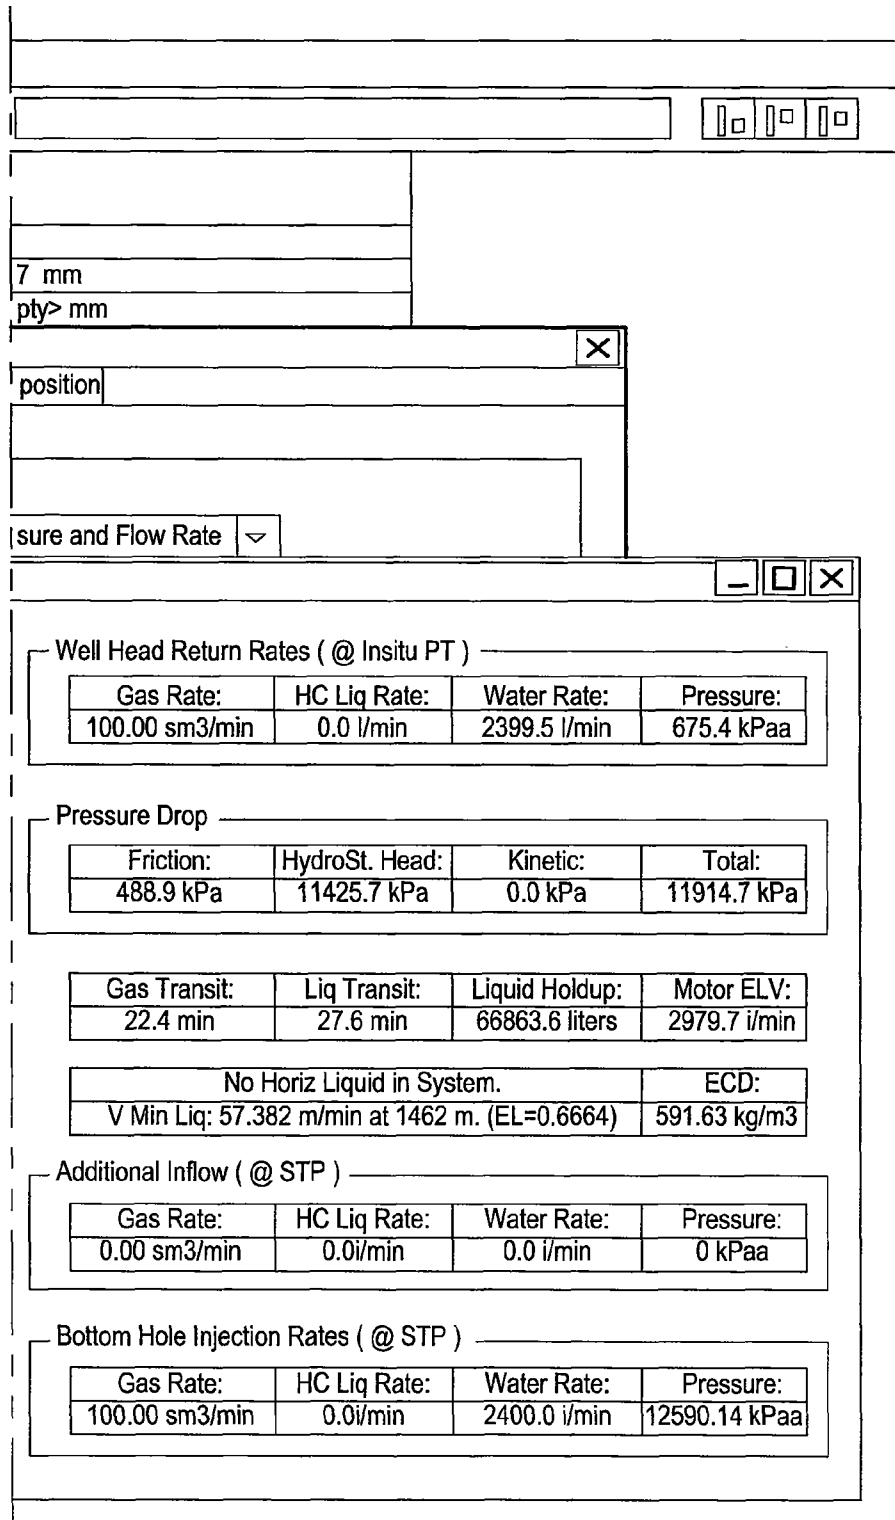 7 mm
pty> mm
position
sure and Flow Rate
Well Head Return Rates ( @ Insitu PT )
Gas Rate: HC Liq Rate: Water Rate: Pressure:
100.00 sm3/min 0.0 l/min 2399.5 l/min 675.4 kPaa
Pressure Drop
Friction: HydroSt. Head: Kinetic: Total:
488.9 kPa 11425.7 kPa 0.0 kPa 11914.7 kPa
Gas Transit: Liq Transit: Liquid Holdup: Motor ELV:
22.4 min 27.6 min 66863.6 liters 2979.7 i/min
No Horiz Liquid in System. ECD:
V Min Liq: 57.382 m/min at 1462 m. (EL=0.6664) 591.63 kg/m3
Additional Inflow ( @ STP )
Gas Rate: HC Liq Rate: Water Rate: Pressure:
0.00 sm3/min 0.0i/min 0.0 i/min 0 kPaa
Bottom Hole Injection Rates ( @ STP )
Gas Rate: HC Liq Rate: Water Rate: Pressure:
100.00 sm3/min 0.0i/min 2400.0 i/min 12590.14 kPaa